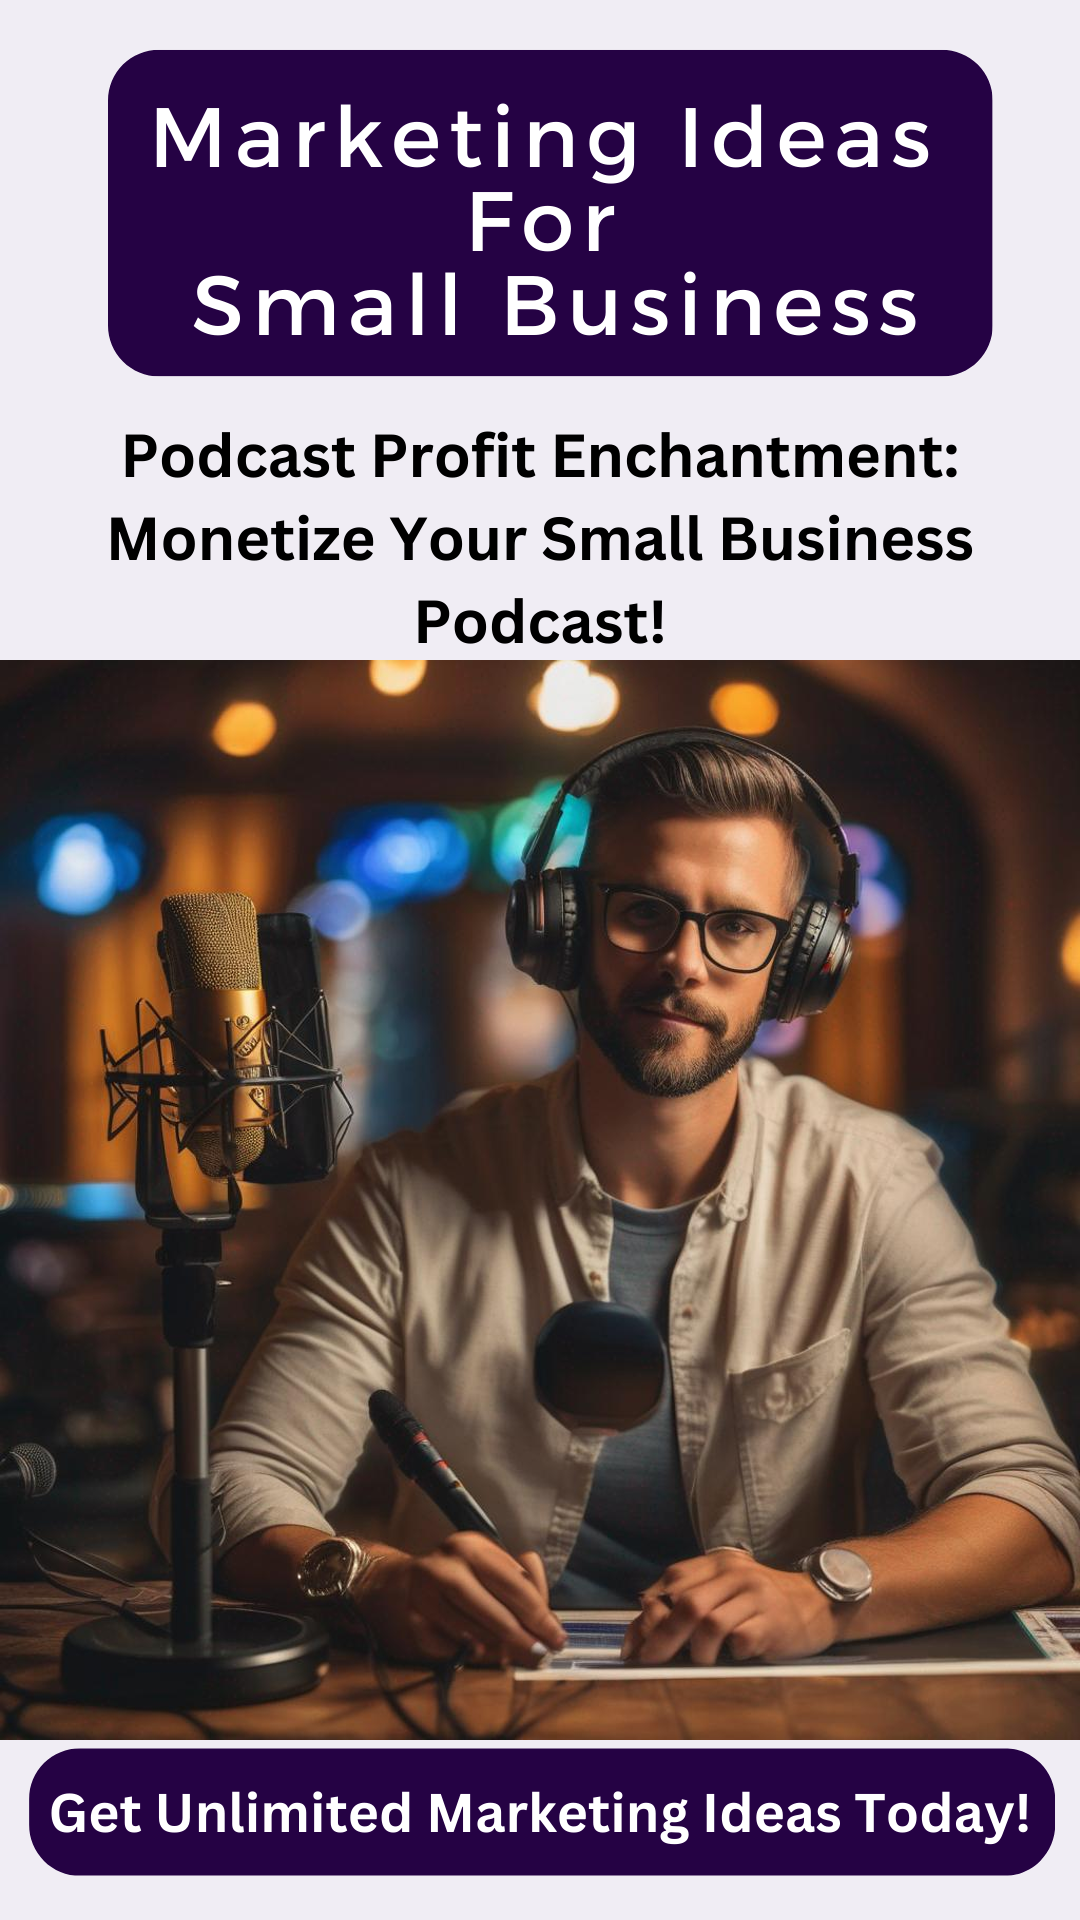 Marketing Ideas
For
Small Business
Podcast Profit Enchantment:
Monetize Your Small Business
Podcast!
Get Unlimited Marketing Ideas Today!